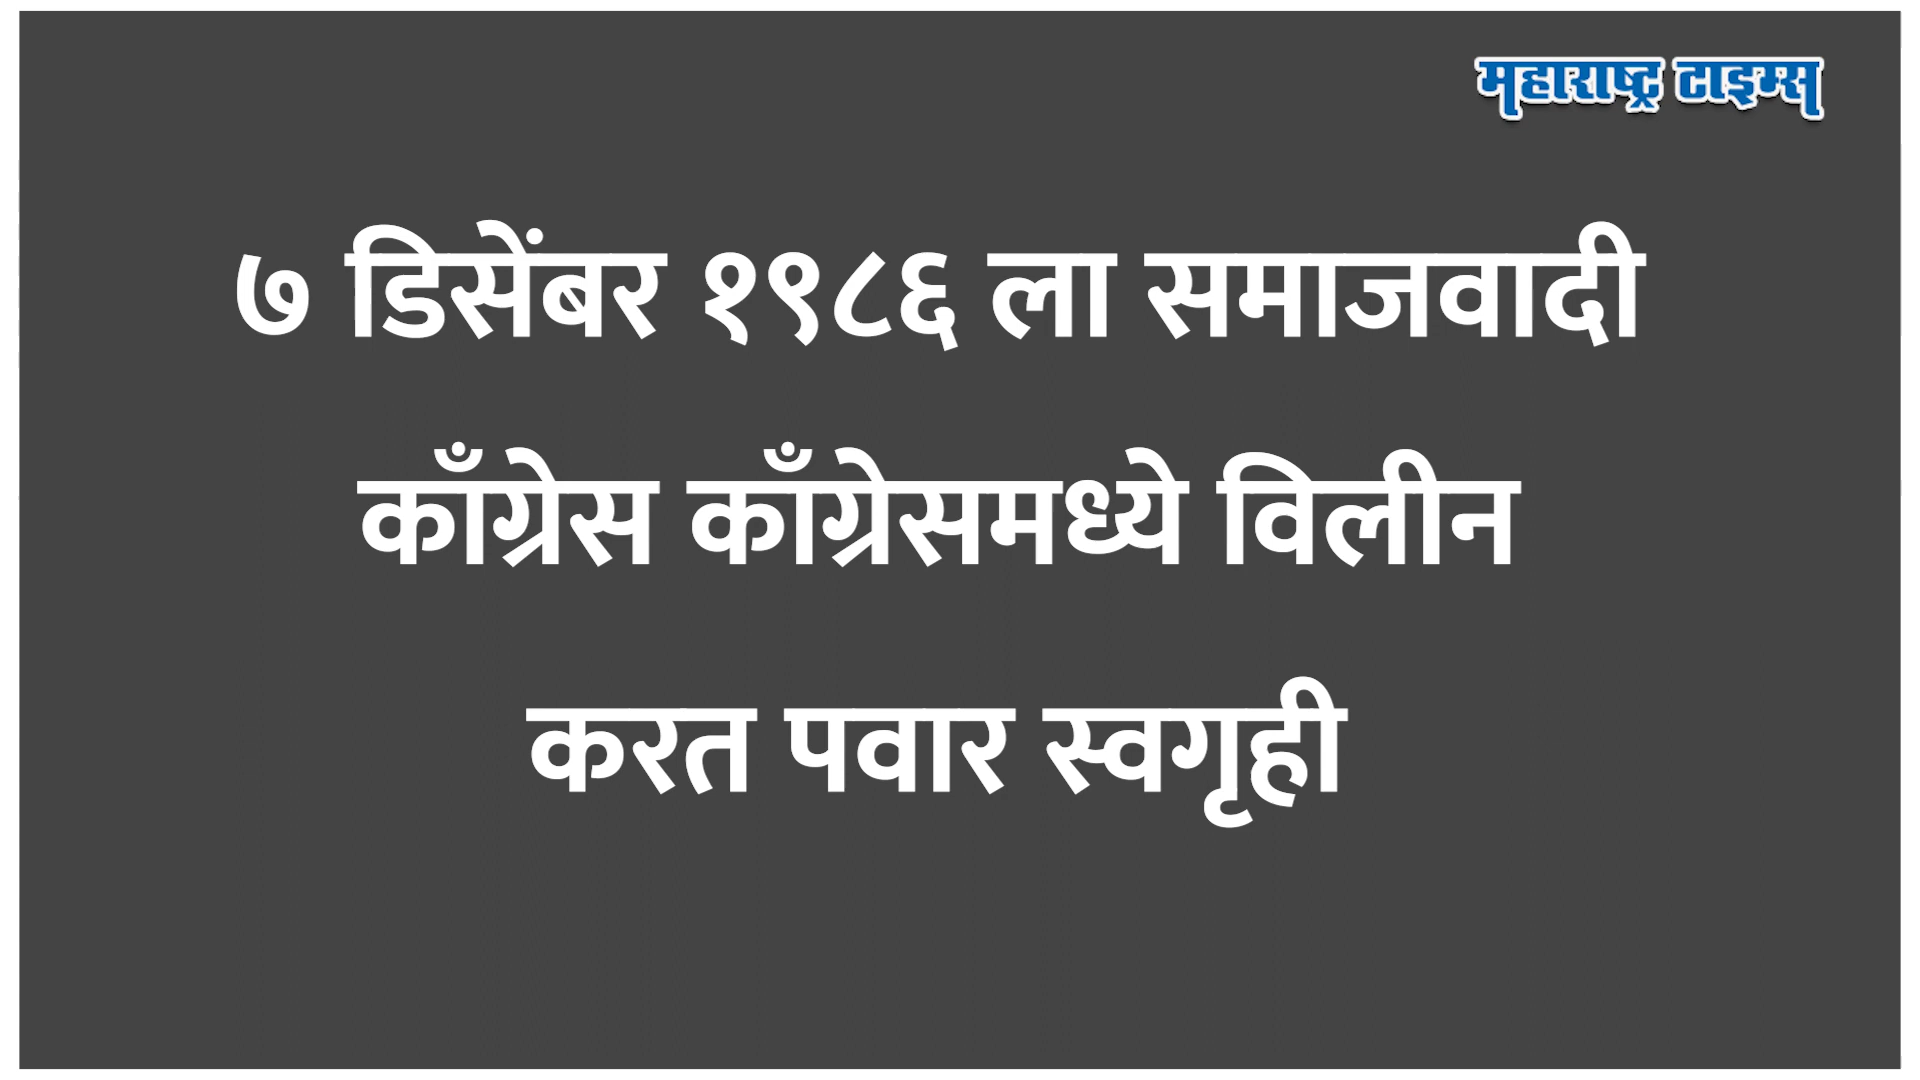 महाराष्ट्र टाइम्स
७ डिसेंबर १९८६ ला समाजवादी
काँग्रेस काँग्रेसमध्ये विलीन
करत पवार स्वगृही